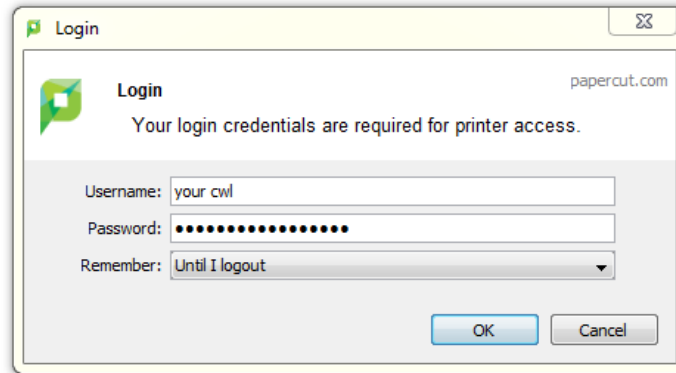 Login
papercut.com
Login
Your login credentials are required for printer access.
Username: your cwl
Password: •••••••••••••••••
Remember: Until I logout
OK Cancel